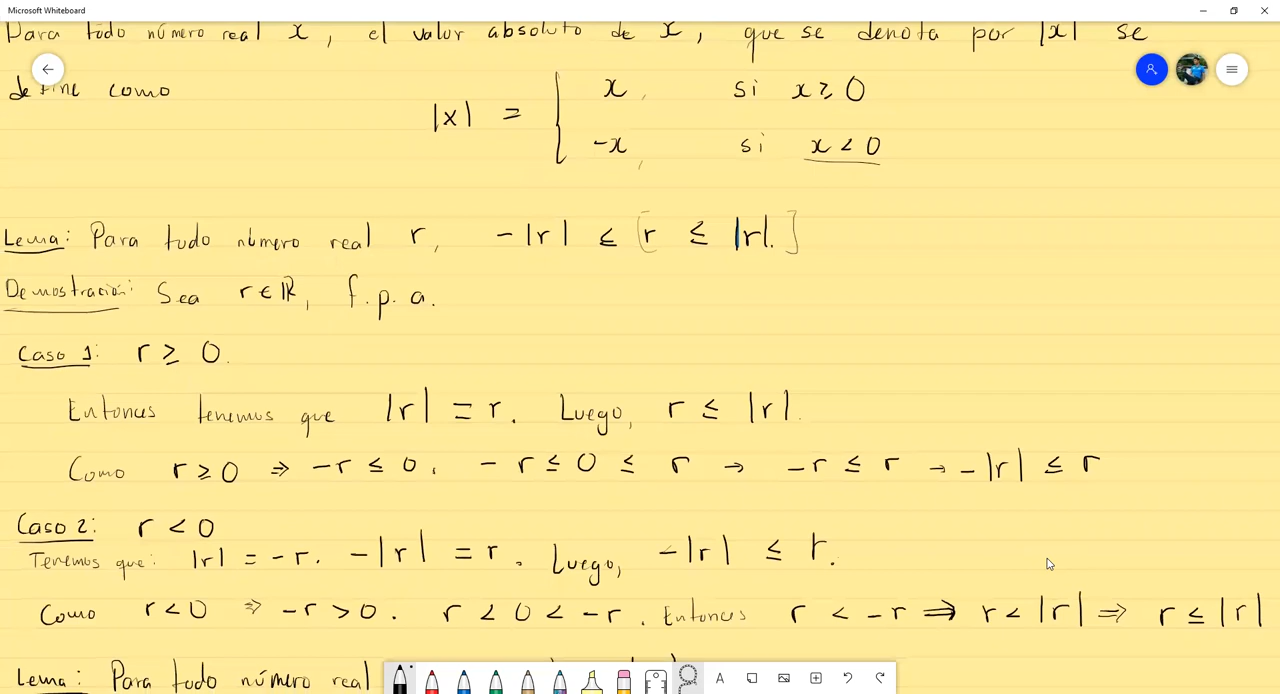 Microsoft Whiteboard
Para todo número real x, el valor absoluto de x, que se denota por |x| se
define como
|x| = { x, si x ≥ 0
-x, si x < 0
Lema: Para todo número real r, -|r| ≤ [r ≤ |r|.]
Demostración: Sea r ∈ ℝ, f.p.a.
Caso 1: r ≥ 0.
Entonces tenemos que |r| = r. Luego, r ≤ |r|.
Como r ≥ 0 ⇒ -r ≤ 0. -r ≤ 0 ≤ r → -r ≤ r → -|r| ≤ r
Caso 2: r < 0
Tenemos que: |r| = -r. -|r| = r. Luego, -|r| ≤ r.
Como r < 0 ⇒ -r > 0. r < 0 < -r. Entonces r < -r ⇒ r < |r| ⇒ r ≤ |r|
Lema: Para todo número real
A